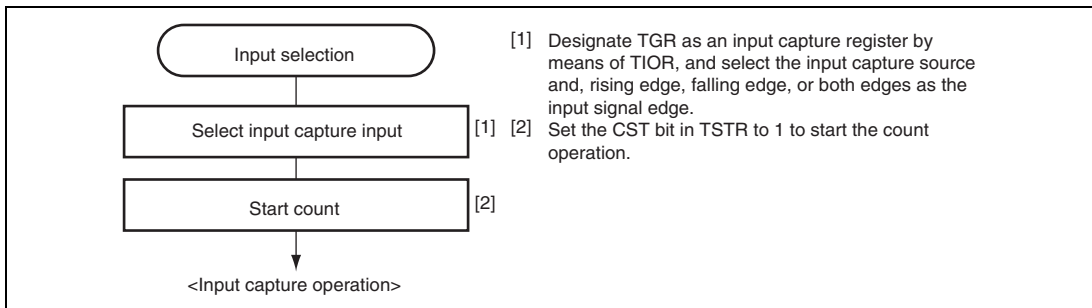 Input selection
Select input capture input
[1]
Start count
[2]
<Input capture operation>
[1] Designate TGR as an input capture register by
means of TIOR, and select the input capture source
and, rising edge, falling edge, or both edges as the
input signal edge.
[2] Set the CST bit in TSTR to 1 to start the count
operation.